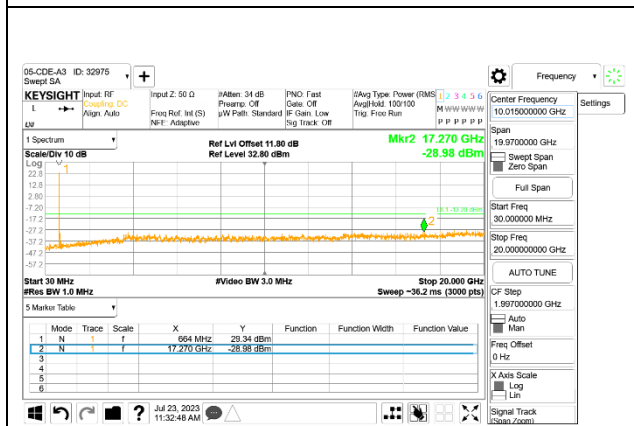 05-CDE-A3 ID: 32975
Swept SA
Frequency
KEYSIGHT
Input: RF
Coupling: DC
Align: Auto
Input Z: 50 Ω
Freq Ref: Int (S)
NFE: Adaptive
#Atten: 34 dB
Preamp: Off
µW Path: Standard
PNO: Fast
Gate: Off
IF Gain: Low
Sig Track: Off
#Avg Type: Power (RMS
Avg|Hold: 100/100
Trig: Free Run
1 2 3 4 5 6
M W W W W W
P P P P P P
L
Center Frequency
10.015000000 GHz
Settings
1 Spectrum
Scale/Div 10 dB
Log
Ref Lvl Offset 11.80 dB
Ref Level 32.80 dBm
Mkr2 17.270 GHz
-28.98 dBm
22.8
12.8
2.80
-7.20
-17.2
-27.2
-37.2
-47.2
-57.2
1
2
Span
19.9700000 GHz
Swept Span
Zero Span
Full Span
Start Freq
30.000000 MHz
Stop Freq
20.000000000 GHz
AUTO TUNE
Start 30 MHz
#Res BW 1.0 MHz
#Video BW 3.0 MHz
Stop 20.000 GHz
Sweep ~36.2 ms (3000 pts)
CF Step
1.997000000 GHz
Auto
Man
Freq Offset
0 Hz
X Axis Scale
Log
Lin
Signal Track
(Span Zoom)
5 Marker Table
Mode Trace Scale X Y Function Function Width Function Value
1 N 1 f 664 MHz 29.34 dBm
2 N 1 f 17.270 GHz -28.98 dBm
3
4
5
6
?
Jul 23, 2023
11:32:48 AM